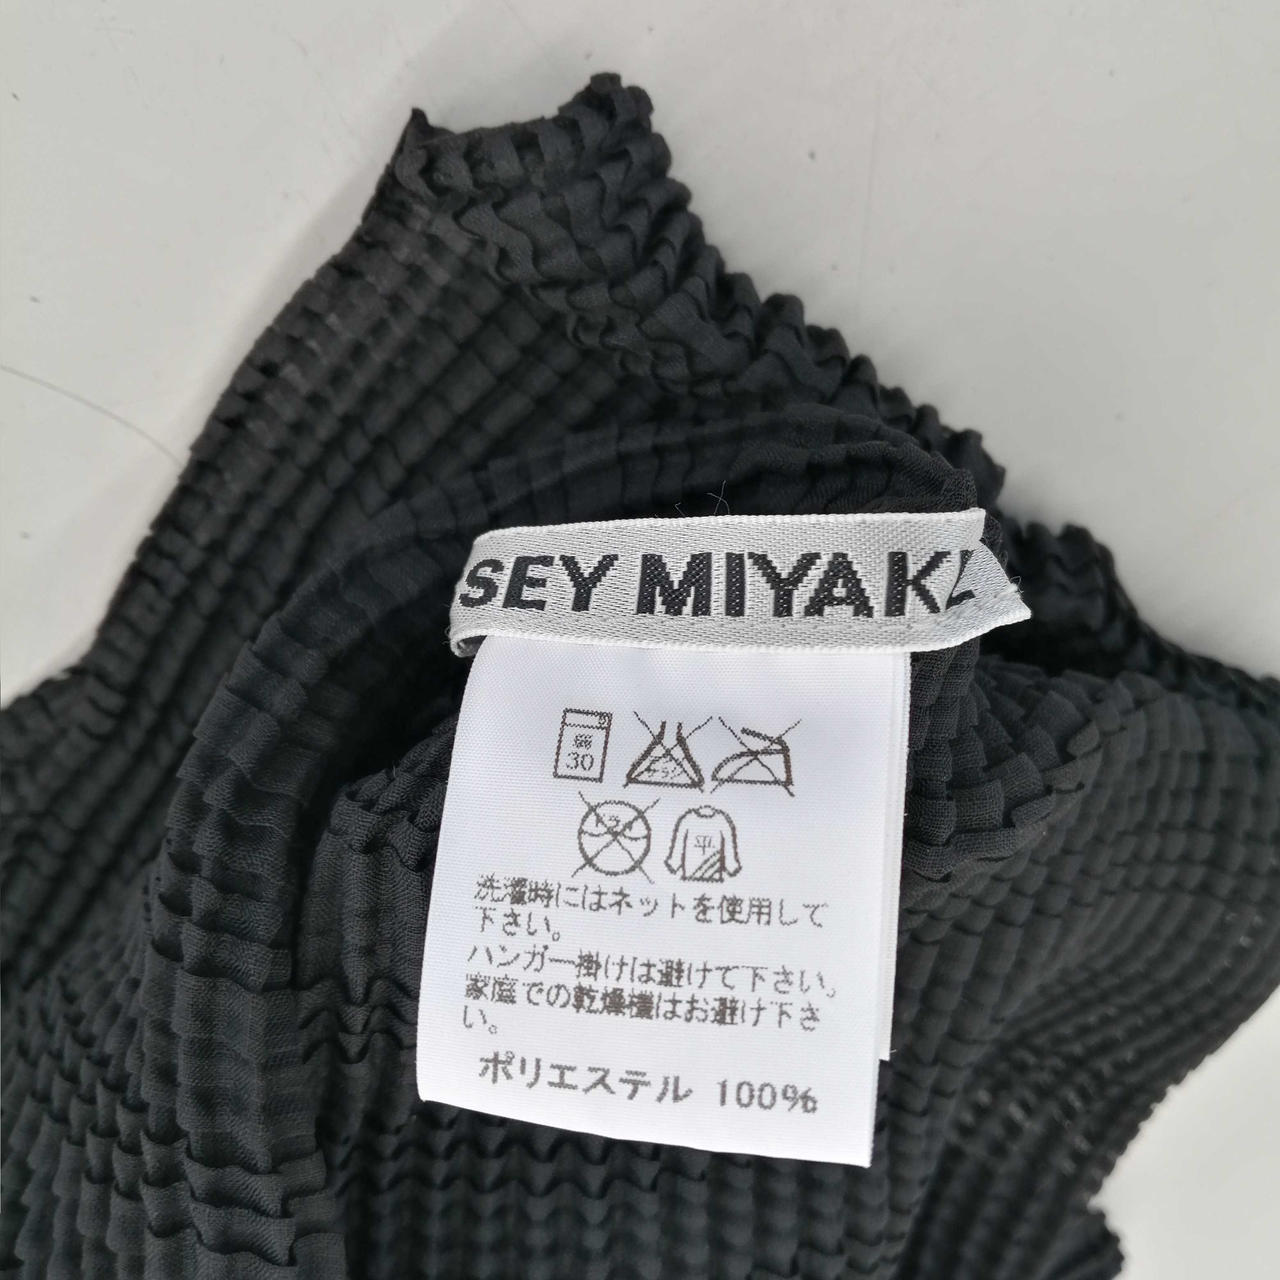 SEY MIYAKE
弱
30
平
洗濯時にはネットを使用して
下さい。
ハンガー掛けは避けて下さい。
家庭での乾燥機はお避け下さ
い。
ポリエステル 100%